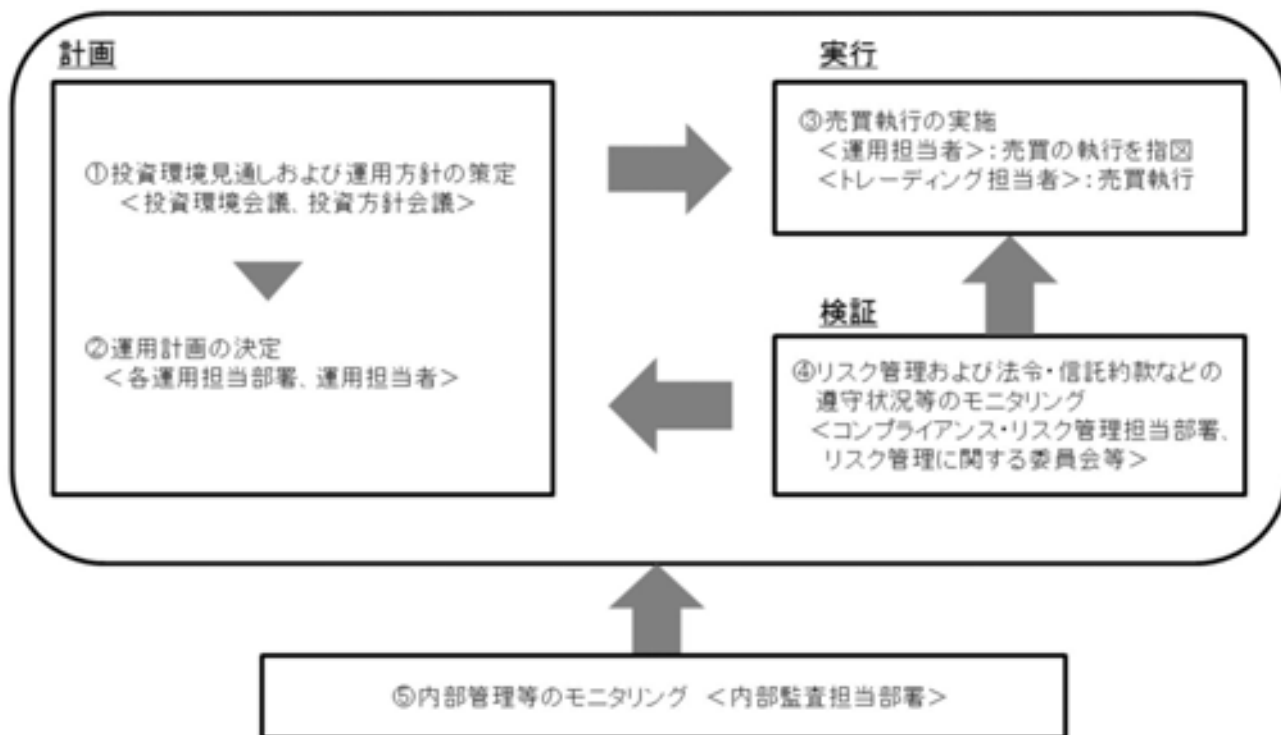 計画
①投資環境見通しおよび運用方針の策定
<投資環境会議、投資方針会議>
②運用計画の決定
<各運用担当部署、運用担当者>
実行
③売買執行の実施
<運用担当者>:売買の執行を指図
<トレーディング担当者>:売買執行
検証
④リスク管理および法令・信託約款などの
遵守状況等のモニタリング
<コンプライアンス・リスク管理担当部署、
リスク管理に関する委員会等>
⑤内部管理等のモニタリング <内部監査担当部署>